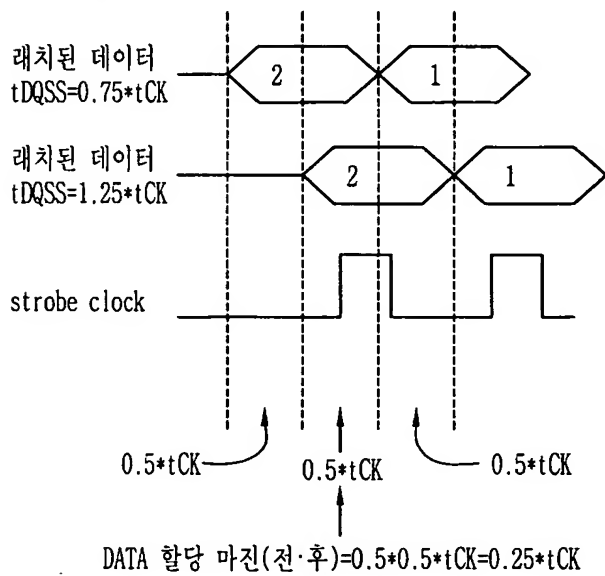 래치된 데이터
tDQSS=0.75*tCK
2
1
래치된 데이터
tDQSS=1.25*tCK
2
1
strobe clock
0.5*tCK
0.5*tCK
0.5*tCK
DATA 할당 마진(전·후)=0.5*0.5*tCK=0.25*tCK